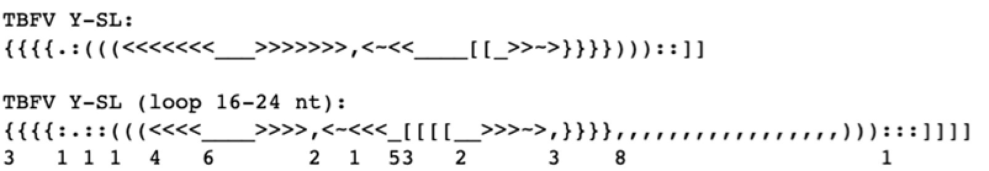 TBFV Y-SL:
{{{{.:(((<<<<<<<___>>>>>>>,<~<<____[[_>>~>}}}})))::]]
TBFV Y-SL (loop 16-24 nt):
{{{{:.::(((<<<<____>>>>,<~<<<_[[[[__>>>~>,}}}},,,,,,,,,,,,,,,,,))):::]]]]
3   1 1 1  4   6       2  1  53   2      3    8                    1